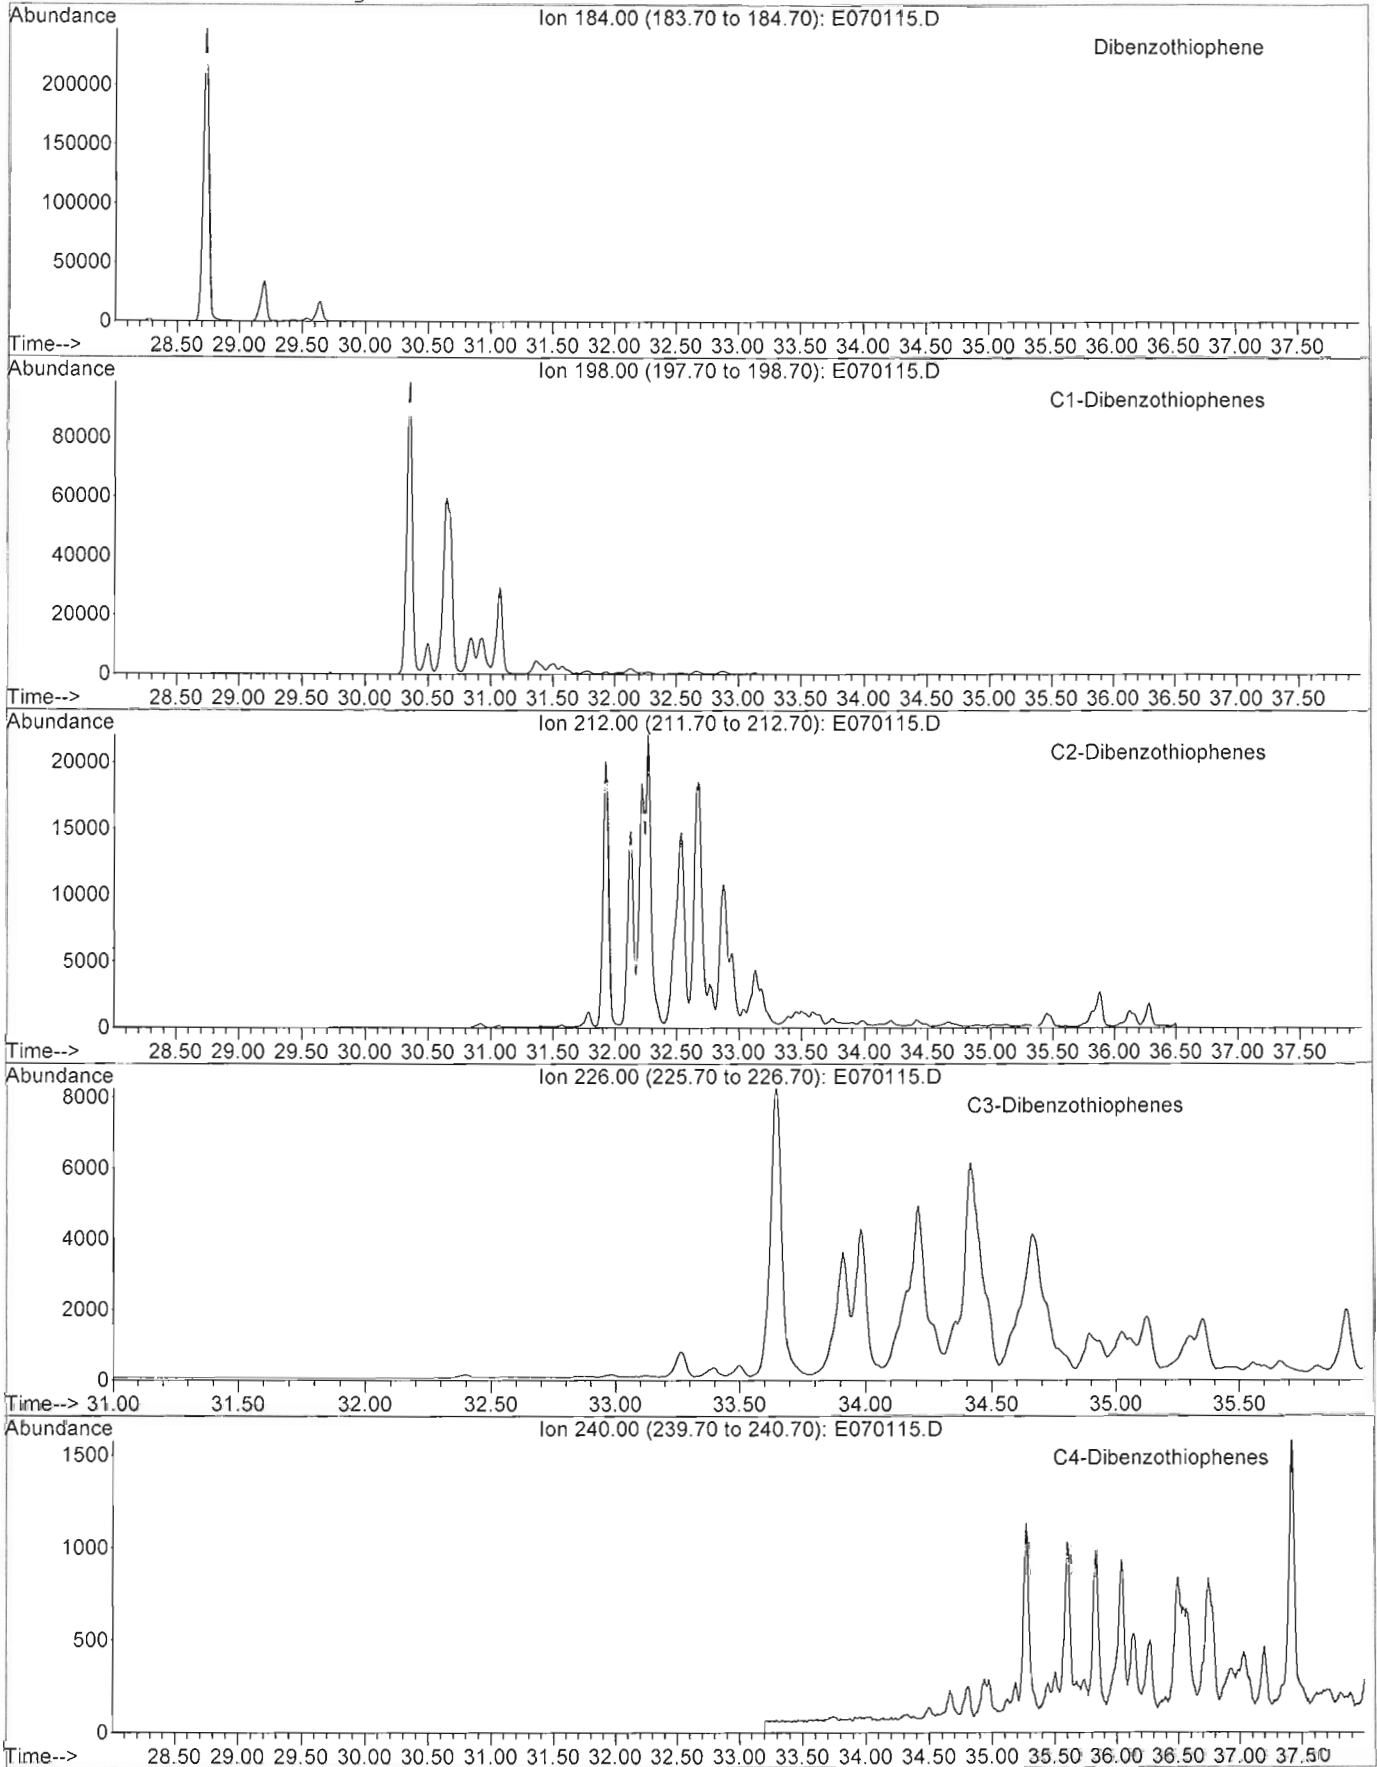 Abundance
Ion 184.00 (183.70 to 184.70): E070115.D
Dibenzothiophene
200000
150000
100000
50000
0
Time--> 28.50 29.00 29.50 30.00 30.50 31.00 31.50 32.00 32.50 33.00 33.50 34.00 34.50 35.00 35.50 36.00 36.50 37.00 37.50
Abundance
Ion 198.00 (197.70 to 198.70): E070115.D
C1-Dibenzothiophenes
80000
60000
40000
20000
0
Time--> 28.50 29.00 29.50 30.00 30.50 31.00 31.50 32.00 32.50 33.00 33.50 34.00 34.50 35.00 35.50 36.00 36.50 37.00 37.50
Abundance
Ion 212.00 (211.70 to 212.70): E070115.D
C2-Dibenzothiophenes
20000
15000
10000
5000
0
Time--> 28.50 29.00 29.50 30.00 30.50 31.00 31.50 32.00 32.50 33.00 33.50 34.00 34.50 35.00 35.50 36.00 36.50 37.00 37.50
Abundance
Ion 226.00 (225.70 to 226.70): E070115.D
C3-Dibenzothiophenes
8000
6000
4000
2000
0
Time--> 31.00 31.50 32.00 32.50 33.00 33.50 34.00 34.50 35.00 35.50
Abundance
Ion 240.00 (239.70 to 240.70): E070115.D
C4-Dibenzothiophenes
1500
1000
500
0
Time--> 28.50 29.00 29.50 30.00 30.50 31.00 31.50 32.00 32.50 33.00 33.50 34.00 34.50 35.00 35.50 36.00 36.50 37.00 37.50